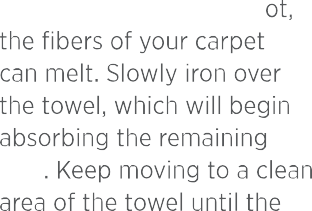 ot,
the fibers of your carpet
can melt. Slowly iron over
the towel, which will begin
absorbing the remaining
. Keep moving to a clean
area of the towel until the